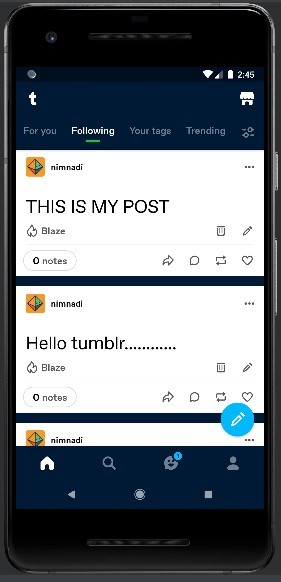 2:45
t
For you Following Your tags Trending
nimnadi
THIS IS MY POST
Blaze
0 notes
nimnadi
Hello tumblr............
Blaze
0 notes
nimnadi
1